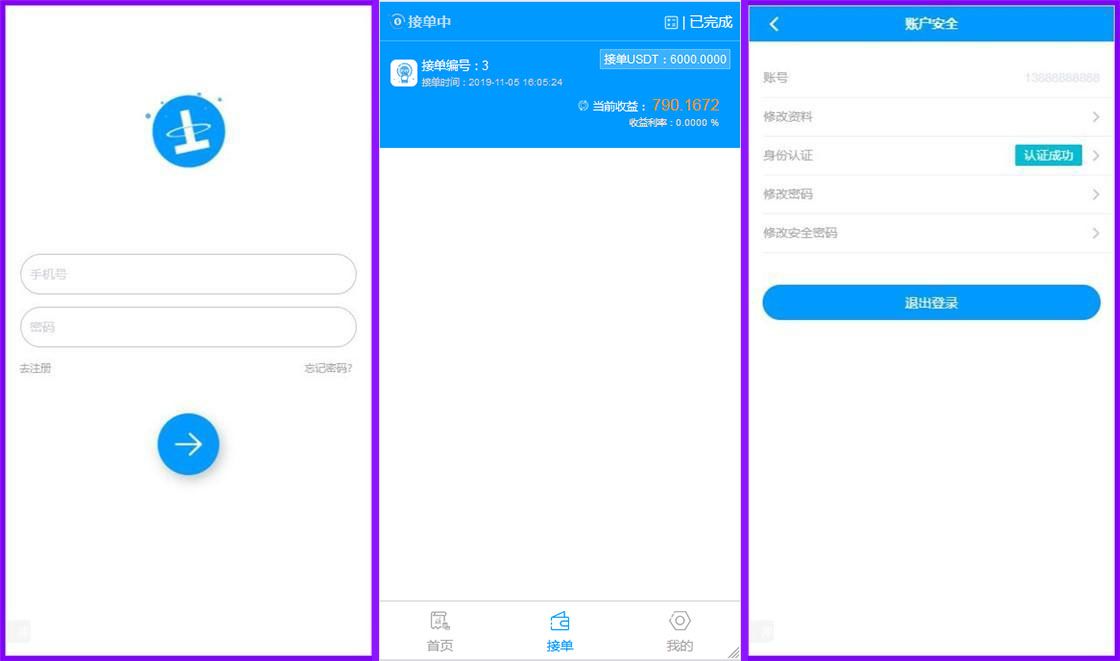 手机号
密码
去注册
忘记密码?
接单中
| 已完成
接单编号：3
接单USDT：6000.0000
接单时间：2019-11-05 16:05:24
当前收益： 790.1672
收益利率：0.0000 %
首页
接单
我的
账户安全
账号
13888888888
修改资料
身份认证
认证成功
修改密码
修改安全密码
退出登录